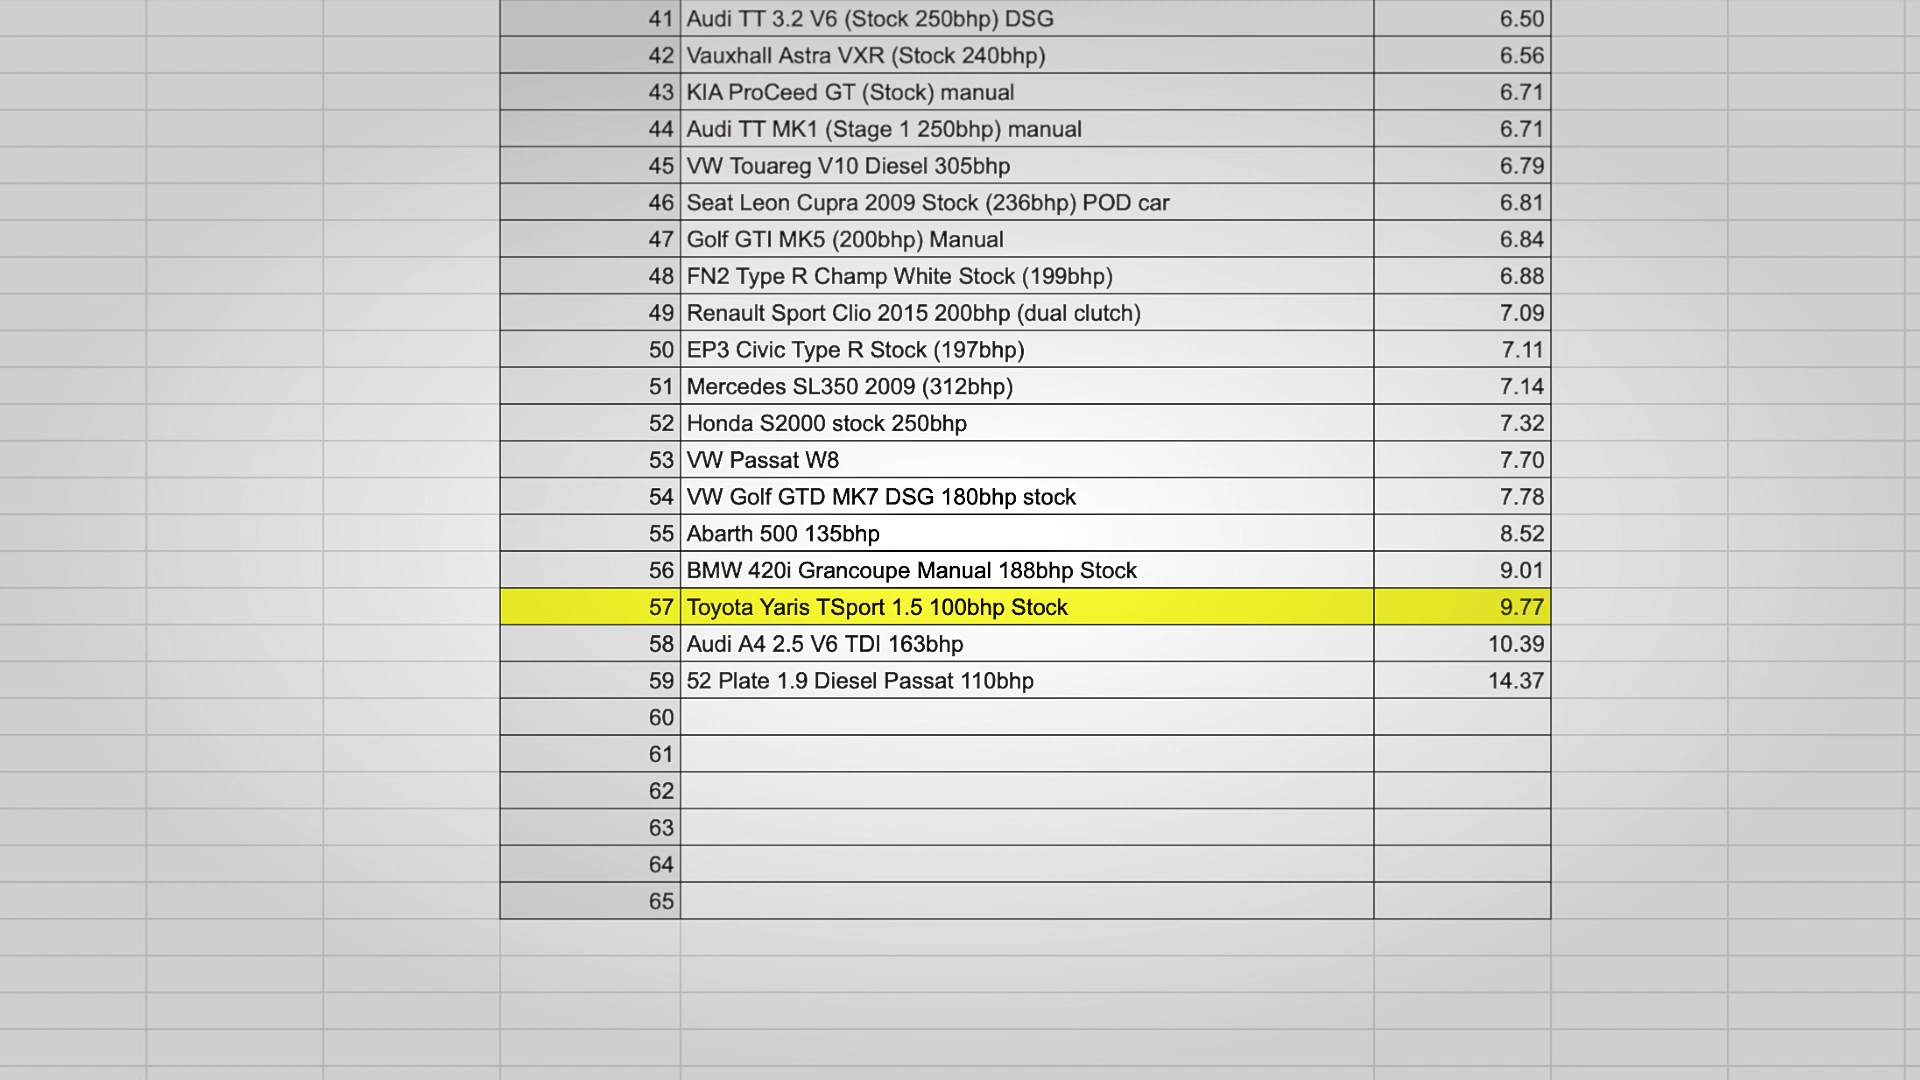 41 Audi TT 3.2 V6 (Stock 250bhp) DSG 6.50
42 Vauxhall Astra VXR (Stock 240bhp) 6.56
43 KIA ProCeed GT (Stock) manual 6.71
44 Audi TT MK1 (Stage 1 250bhp) manual 6.71
45 VW Touareg V10 Diesel 305bhp 6.79
46 Seat Leon Cupra 2009 Stock (236bhp) POD car 6.81
47 Golf GTI MK5 (200bhp) Manual 6.84
48 FN2 Type R Champ White Stock (199bhp) 6.88
49 Renault Sport Clio 2015 200bhp (dual clutch) 7.09
50 EP3 Civic Type R Stock (197bhp) 7.11
51 Mercedes SL350 2009 (312bhp) 7.14
52 Honda S2000 stock 250bhp 7.32
53 VW Passat W8 7.70
54 VW Golf GTD MK7 DSG 180bhp stock 7.78
55 Abarth 500 135bhp 8.52
56 BMW 420i Grancoupe Manual 188bhp Stock 9.01
57 Toyota Yaris TSport 1.5 100bhp Stock 9.77
58 Audi A4 2.5 V6 TDI 163bhp 10.39
59 52 Plate 1.9 Diesel Passat 110bhp 14.37
60
61
62
63
64
65